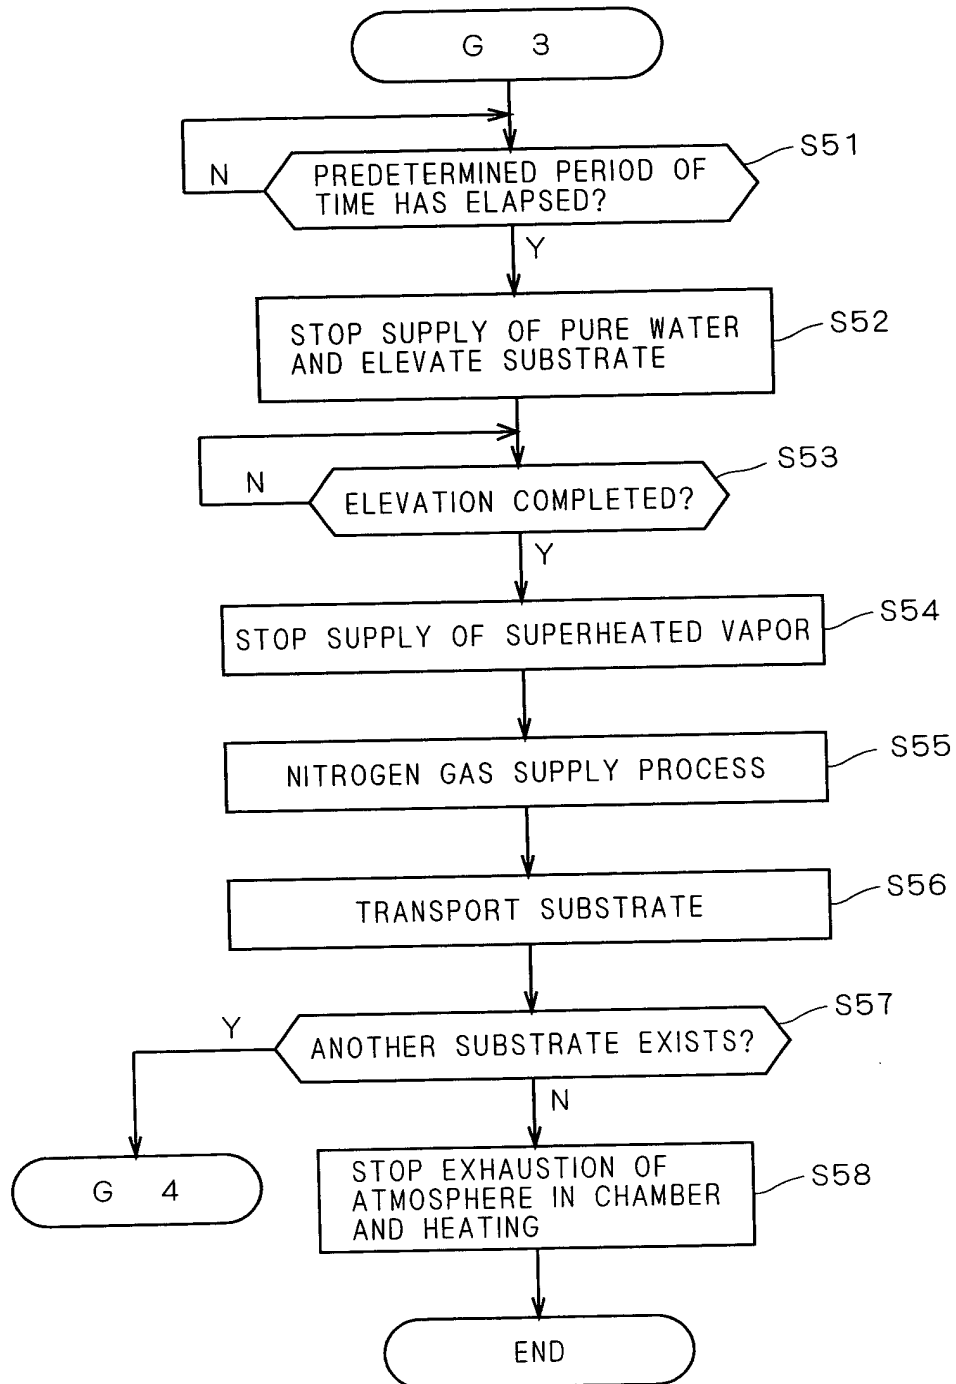 G 3
S51
PREDETERMINED PERIOD OF
TIME HAS ELAPSED?
N
Y
S52
STOP SUPPLY OF PURE WATER
AND ELEVATE SUBSTRATE
S53
N
ELEVATION COMPLETED?
Y
S54
STOP SUPPLY OF SUPERHEATED VAPOR
S55
NITROGEN GAS SUPPLY PROCESS
S56
TRANSPORT SUBSTRATE
S57
Y
ANOTHER SUBSTRATE EXISTS?
N
G 4
S58
STOP EXHAUSTION OF
ATMOSPHERE IN CHAMBER
AND HEATING
END